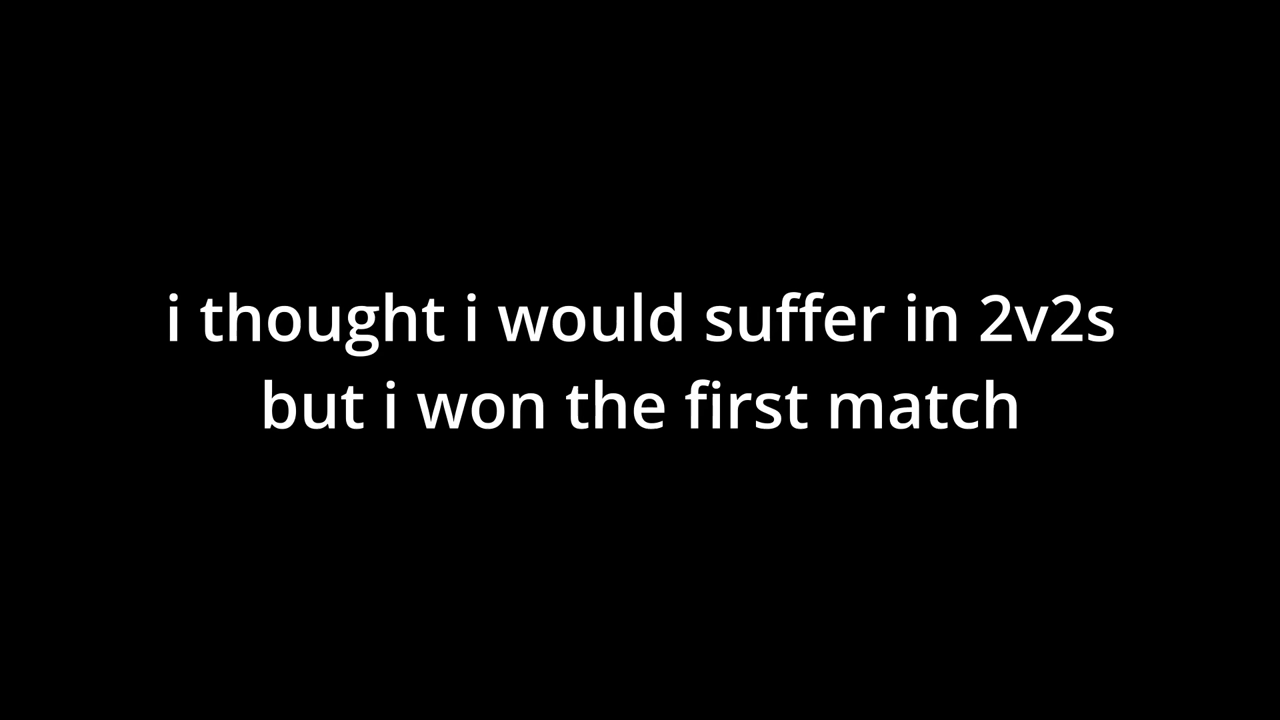 i thought i would suffer in 2v2s
but i won the first match